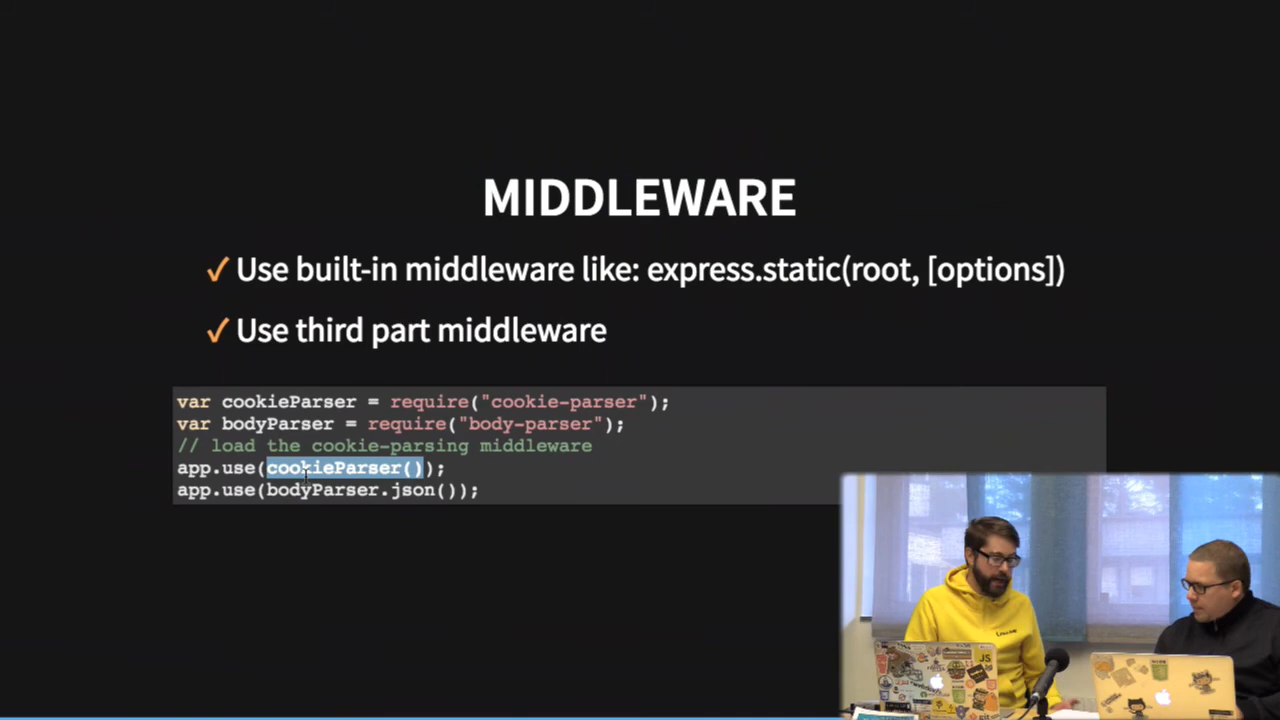 MIDDLEWARE
✓ Use built-in middleware like: express.static(root, [options])
✓ Use third part middleware
var cookieParser = require("cookie-parser");
var bodyParser = require("body-parser");
// load the cookie-parsing middleware
app.use(cookieParser());
app.use(bodyParser.json());
JS